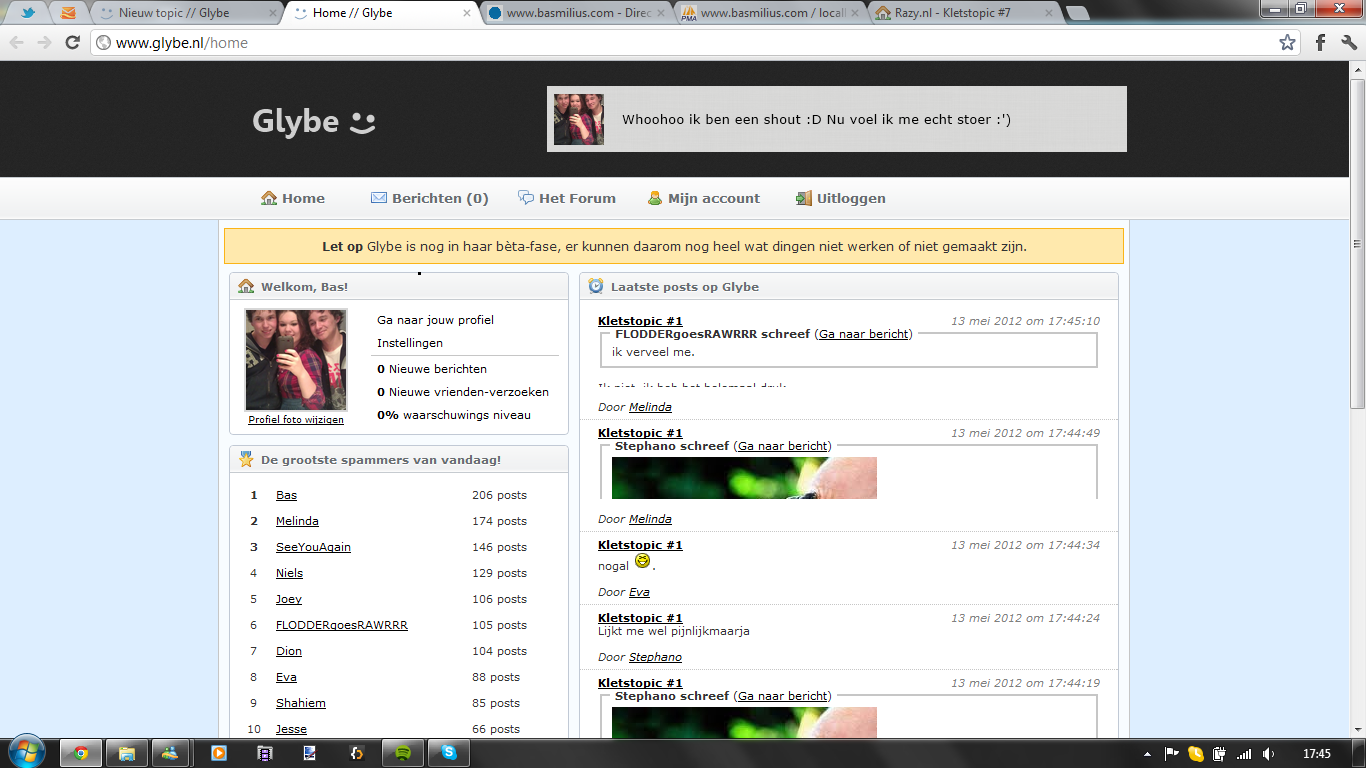 Nieuw topic // Glybe
Home // Glybe
www.basmilius.com - Direc
www.basmilius.com / locall
Razy.nl - Kletstopic #7
www.glybe.nl/home
Glybe
Whoohoo ik ben een shout :D Nu voel ik me echt stoer :')
Home
Berichten (0)
Het Forum
Mijn account
Uitloggen
Let op Glybe is nog in haar bèta-fase, er kunnen daarom nog heel wat dingen niet werken of niet gemaakt zijn.
Welkom, Bas!
Ga naar jouw profiel
Instellingen
0 Nieuwe berichten
0 Nieuwe vrienden-verzoeken
0% waarschuwings niveau
Profiel foto wijzigen
De grootste spammers van vandaag!
1 Bas 206 posts
2 Melinda 174 posts
3 SeeYouAgain 146 posts
4 Niels 129 posts
5 Joey 106 posts
6 FLODDERgoesRAWRRR 105 posts
7 Dion 104 posts
8 Eva 88 posts
9 Shahiem 85 posts
10 Jesse 66 posts
Laatste posts op Glybe
Kletstopic #1 13 mei 2012 om 17:45:10
FLODDERgoesRAWRRR schreef (Ga naar bericht)
ik verveel me.
Ik niet, ik heb het helemaal druk
Door Melinda
Kletstopic #1 13 mei 2012 om 17:44:49
Stephano schreef (Ga naar bericht)
Door Melinda
Kletstopic #1 13 mei 2012 om 17:44:34
nogal .
Door Eva
Kletstopic #1 13 mei 2012 om 17:44:24
Lijkt me wel pijnlijkmaarja
Door Stephano
Kletstopic #1 13 mei 2012 om 17:44:19
Stephano schreef (Ga naar bericht)
17:45